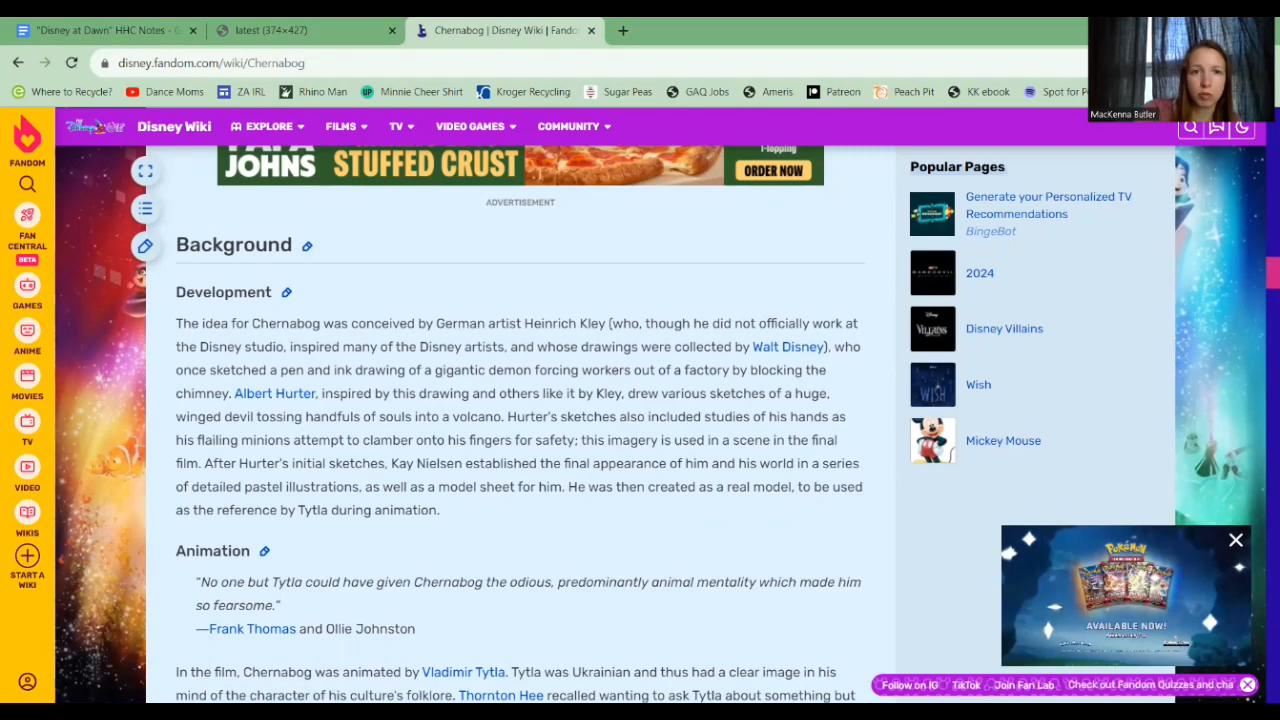 "Disney at Dawn" HHC Notes - G
latest (374×427)
Chernabog | Disney Wiki | Fando
disney.fandom.com/wiki/Chernabog
Where to Recycle?
Dance Moms
ZA IRL
Rhino Man
Minnie Cheer Shirt
Kroger Recycling
Sugar Peas
GAQ Jobs
Ameris
Patreon
Peach Pit
KK ebook
Spot for P
MacKenna Butler
FANDOM
FAN CENTRAL
BETA
GAMES
ANIME
MOVIES
TV
VIDEO
WIKIS
START A WIKI
Disney Wiki
EXPLORE
FILMS
TV
VIDEO GAMES
COMMUNITY
JOHNS
STUFFED CRUST
1-Topping
ORDER NOW
ADVERTISEMENT
Background
Development
The idea for Chernabog was conceived by German artist Heinrich Kley (who, though he did not officially work at
the Disney studio, inspired many of the Disney artists, and whose drawings were collected by Walt Disney), who
once sketched a pen and ink drawing of a gigantic demon forcing workers out of a factory by blocking the
chimney. Albert Hurter, inspired by this drawing and others like it by Kley, drew various sketches of a huge,
winged devil tossing handfuls of souls into a volcano. Hurter's sketches also included studies of his hands as
his flailing minions attempt to clamber onto his fingers for safety; this imagery is used in a scene in the final
film. After Hurter's initial sketches, Kay Nielsen established the final appearance of him and his world in a series
of detailed pastel illustrations, as well as a model sheet for him. He was then created as a real model, to be used
as the reference by Tytla during animation.
Animation
"No one but Tytla could have given Chernabog the odious, predominantly animal mentality which made him
so fearsome."
―Frank Thomas and Ollie Johnston
In the film, Chernabog was animated by Vladimir Tytla. Tytla was Ukrainian and thus had a clear image in his
mind of the character of his culture's folklore. Thornton Hee recalled wanting to ask Tytla about something but
Popular Pages
Generate your Personalized TV
Recommendations
BingeBot
2024
Disney Villains
VILLAINS
Wish
WISH
Mickey Mouse
Pokémon
AVAILABLE NOW!
Follow on IG
TikTok
Join Fan Lab
Check out Fandom Quizzes and cha